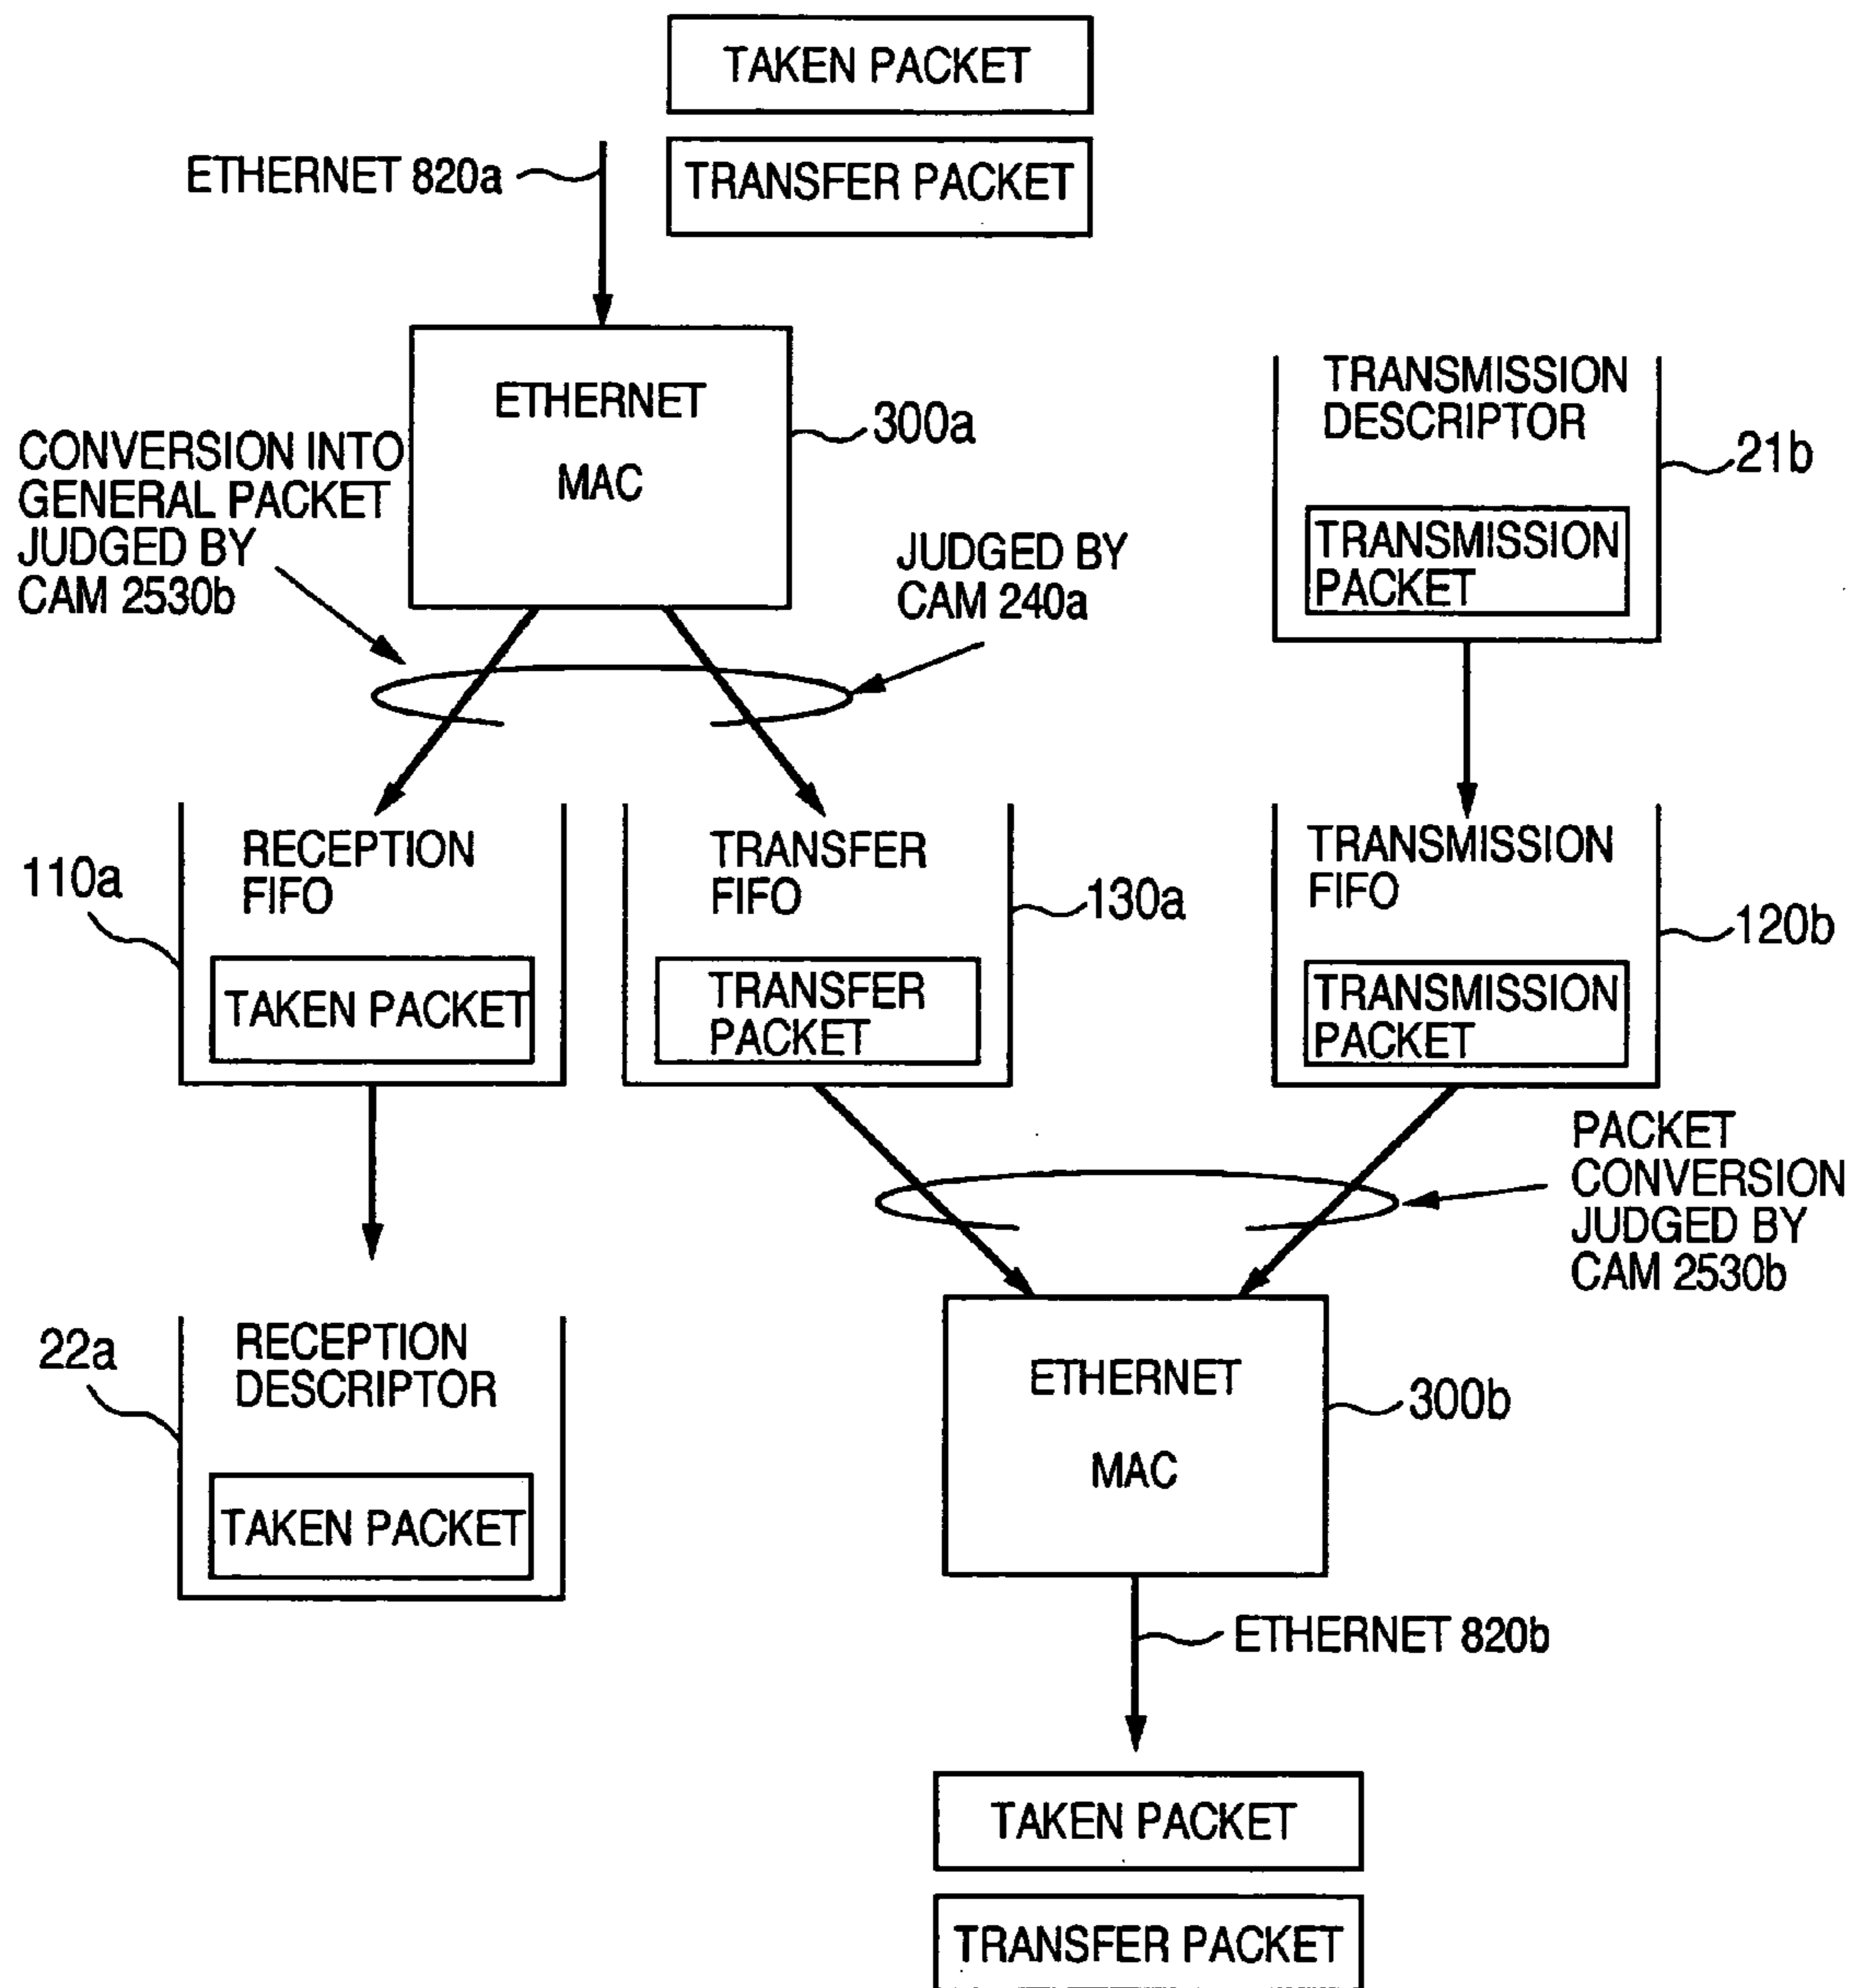 TAKEN PACKET
ETHERNET 820a
TRANSFER PACKET
ETHERNET
MAC
300a
CONVERSION INTO
GENERAL PACKET
JUDGED BY
CAM 2530b
JUDGED BY
CAM 240a
TRANSMISSION
DESCRIPTOR
21b
TRANSMISSION
PACKET
110a
RECEPTION
FIFO
TAKEN PACKET
TRANSFER
FIFO
130a
TRANSFER
PACKET
TRANSMISSION
FIFO
120b
TRANSMISSION
PACKET
PACKET
CONVERSION
JUDGED BY
CAM 2530b
22a
RECEPTION
DESCRIPTOR
TAKEN PACKET
ETHERNET
MAC
300b
ETHERNET 820b
TAKEN PACKET
TRANSFER PACKET